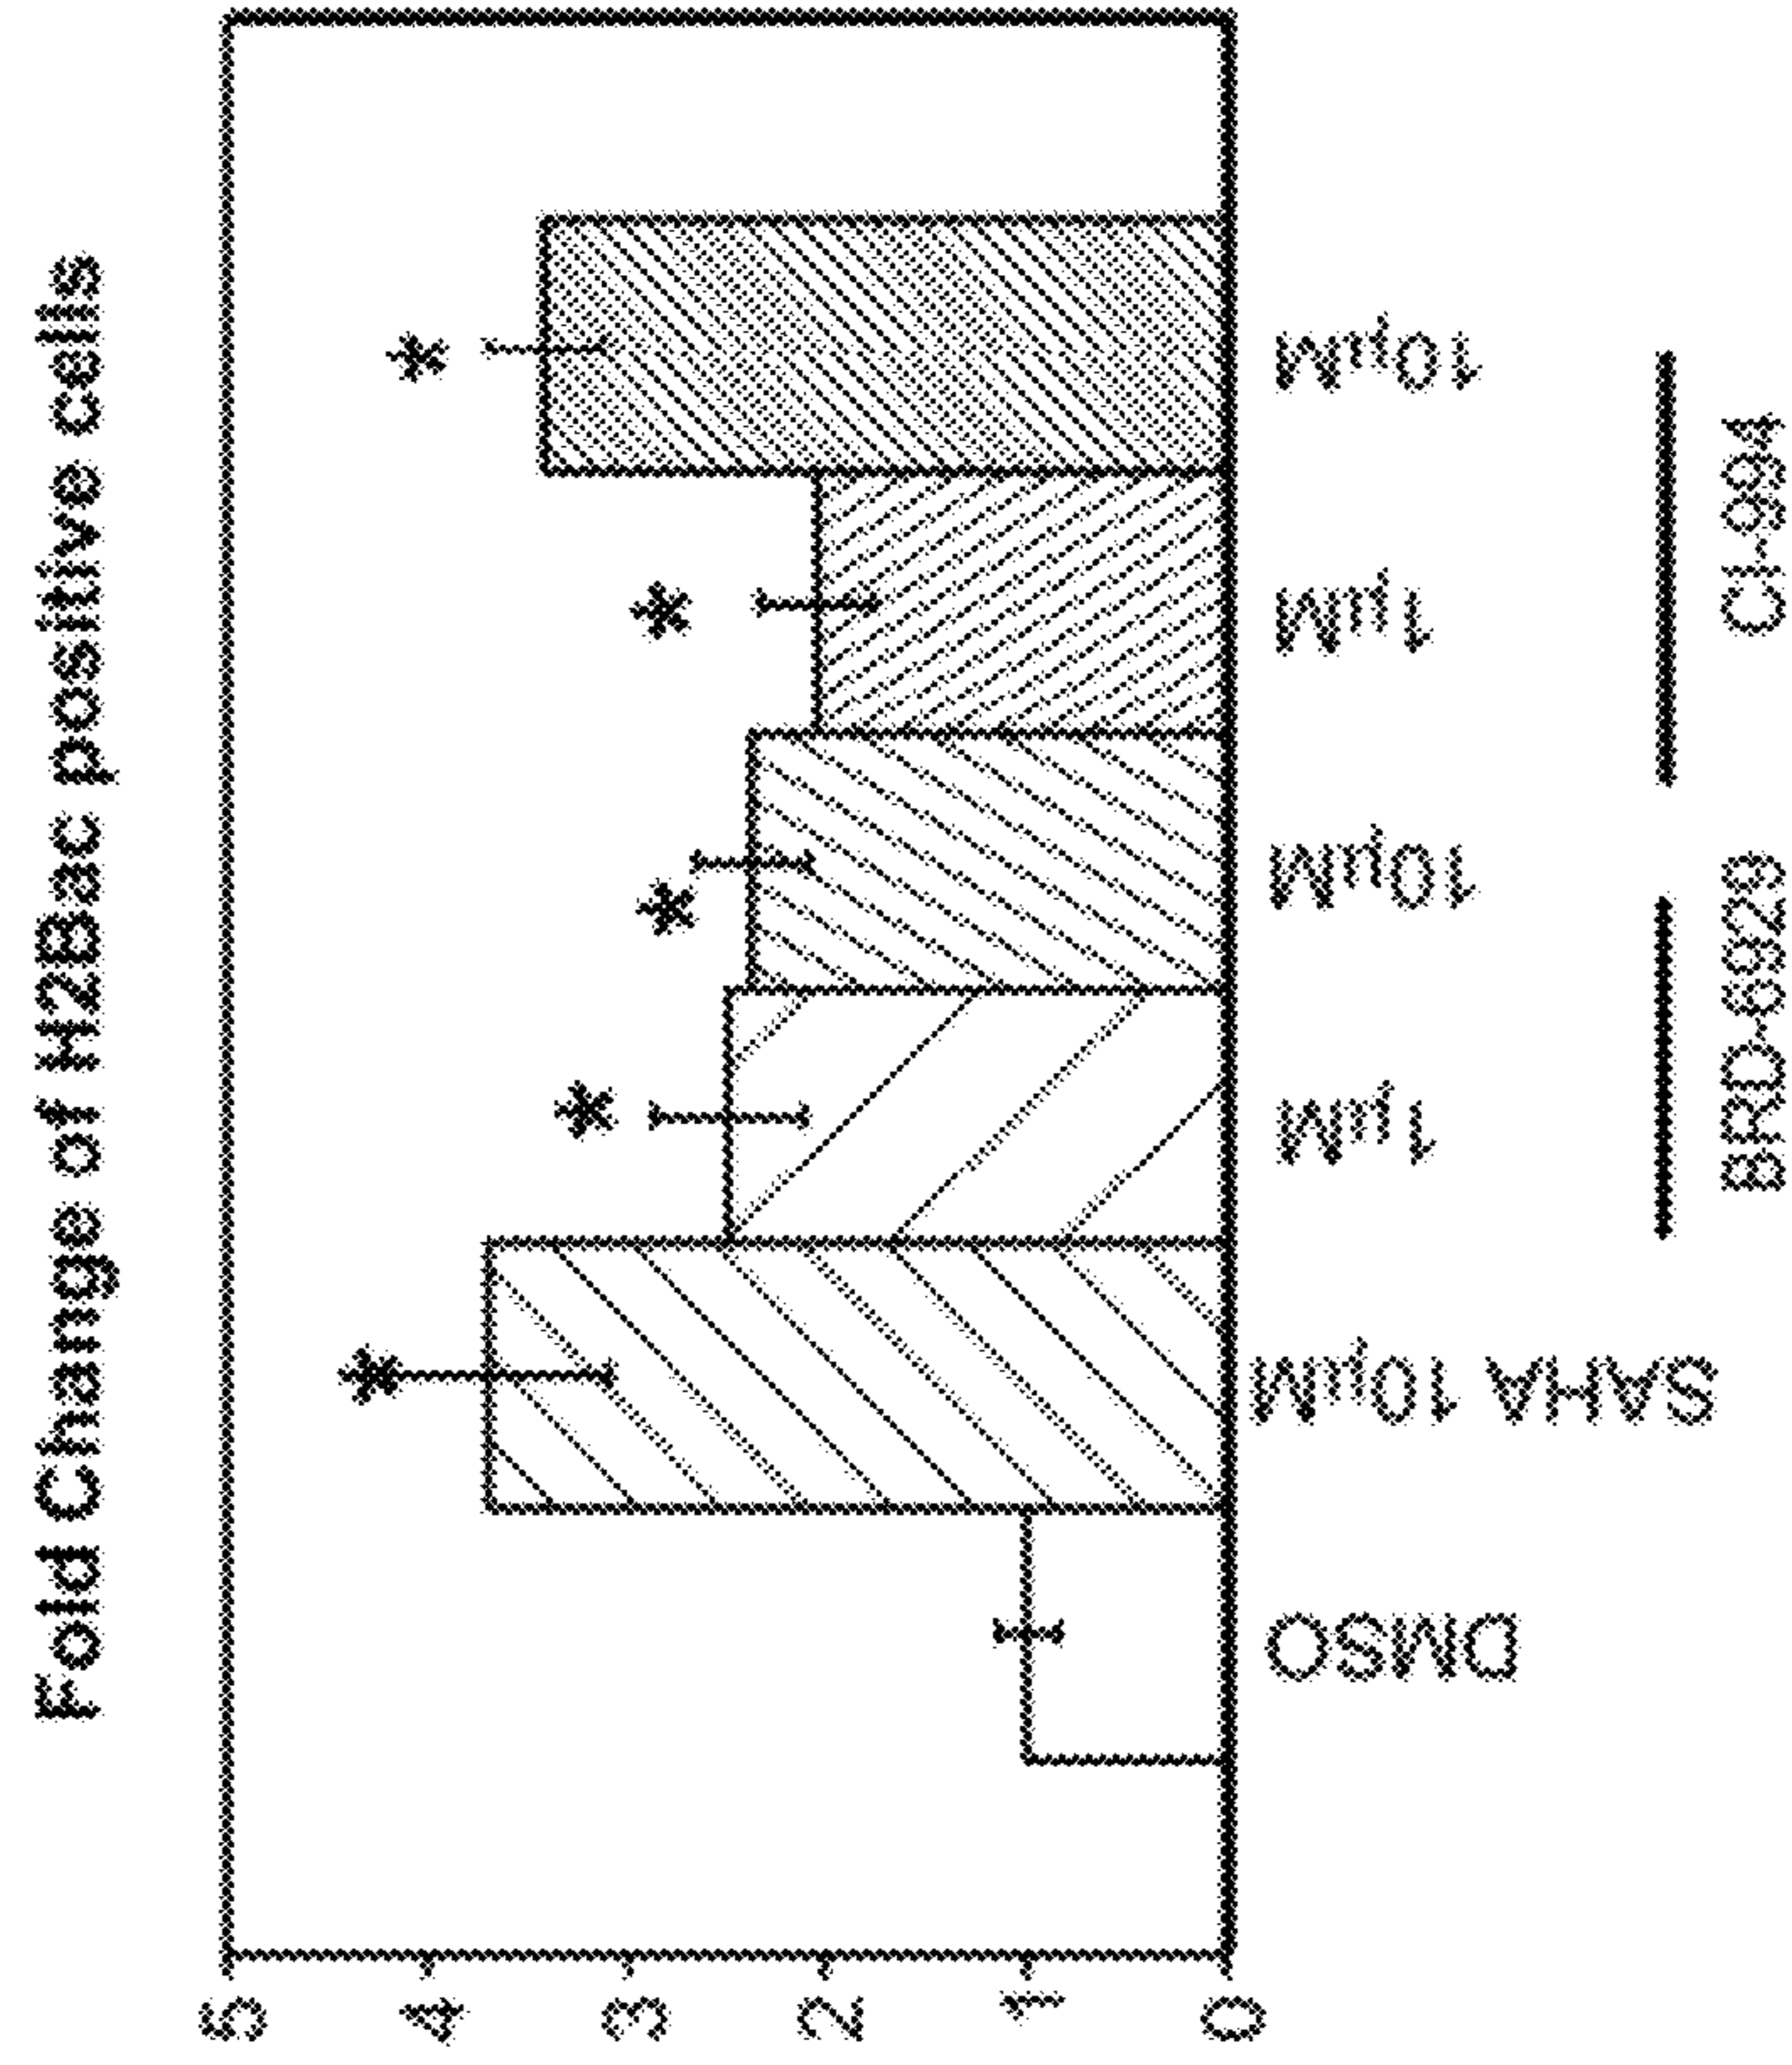 Fold Change of H2Bac positive cells
5
4
3
2
1
0
*
*
*
*
*
DMSO
SAHA 10µM
1µM
10µM
1µM
10µM
BRD-6929
CI-994